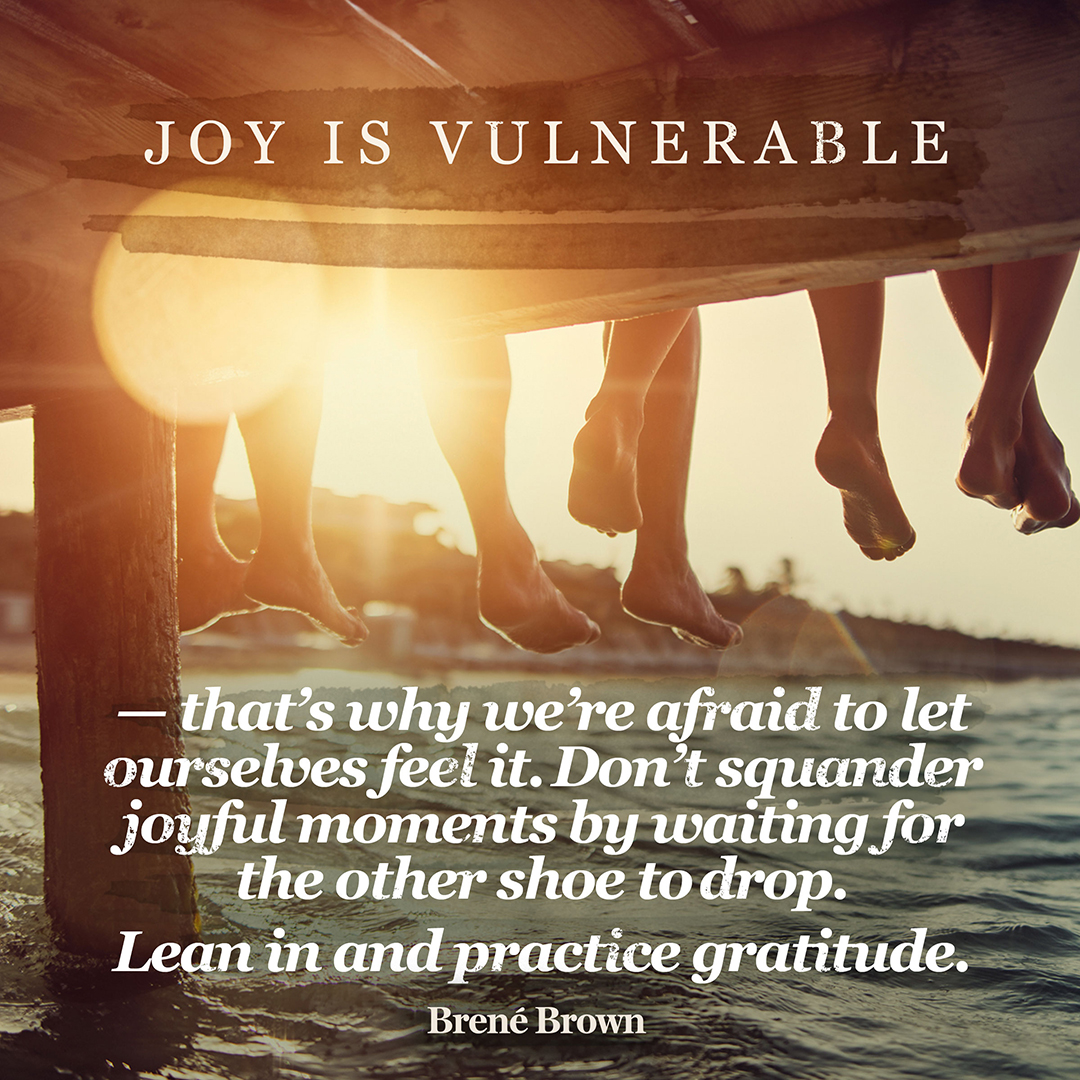 JOY IS VULNERABLE
— that’s why we’re afraid to let
ourselves feel it. Don’t squander
joyful moments by waiting for
the other shoe to drop.
Lean in and practice gratitude.
Brené Brown